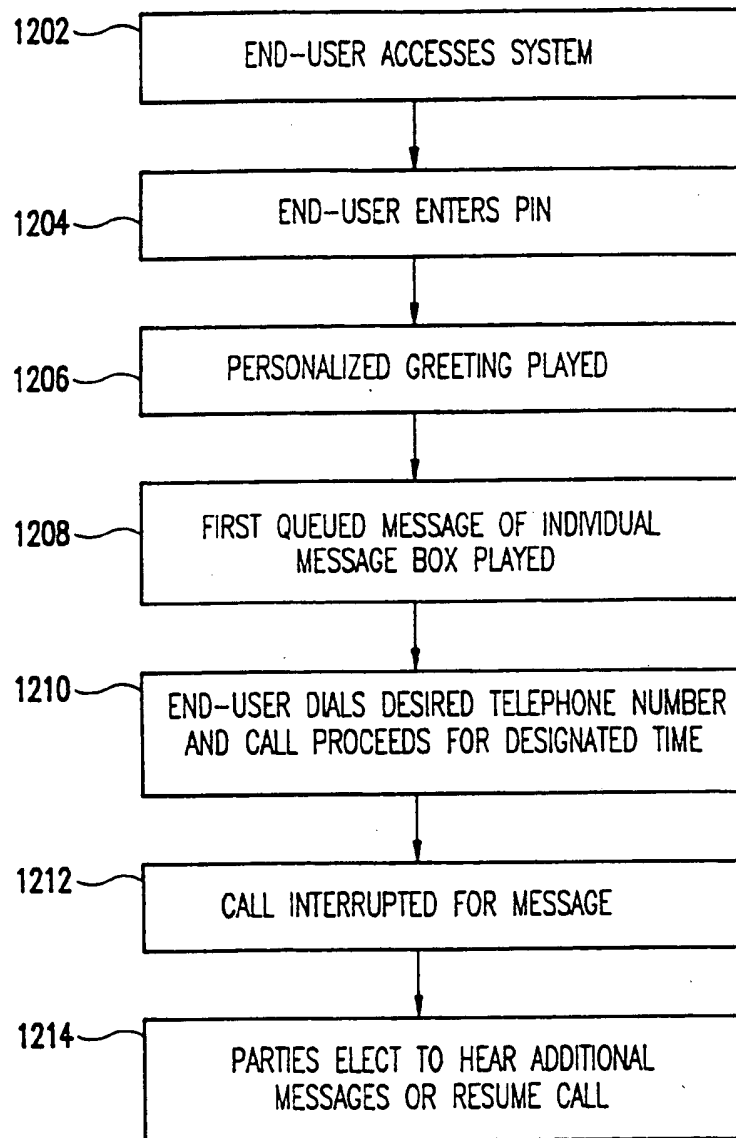 1202
END-USER ACCESSES SYSTEM
1204
END-USER ENTERS PIN
1206
PERSONALIZED GREETING PLAYED
1208
FIRST QUEUED MESSAGE OF INDIVIDUAL
MESSAGE BOX PLAYED
1210
END-USER DIALS DESIRED TELEPHONE NUMBER
AND CALL PROCEEDS FOR DESIGNATED TIME
1212
CALL INTERRUPTED FOR MESSAGE
1214
PARTIES ELECT TO HEAR ADDITIONAL
MESSAGES OR RESUME CALL